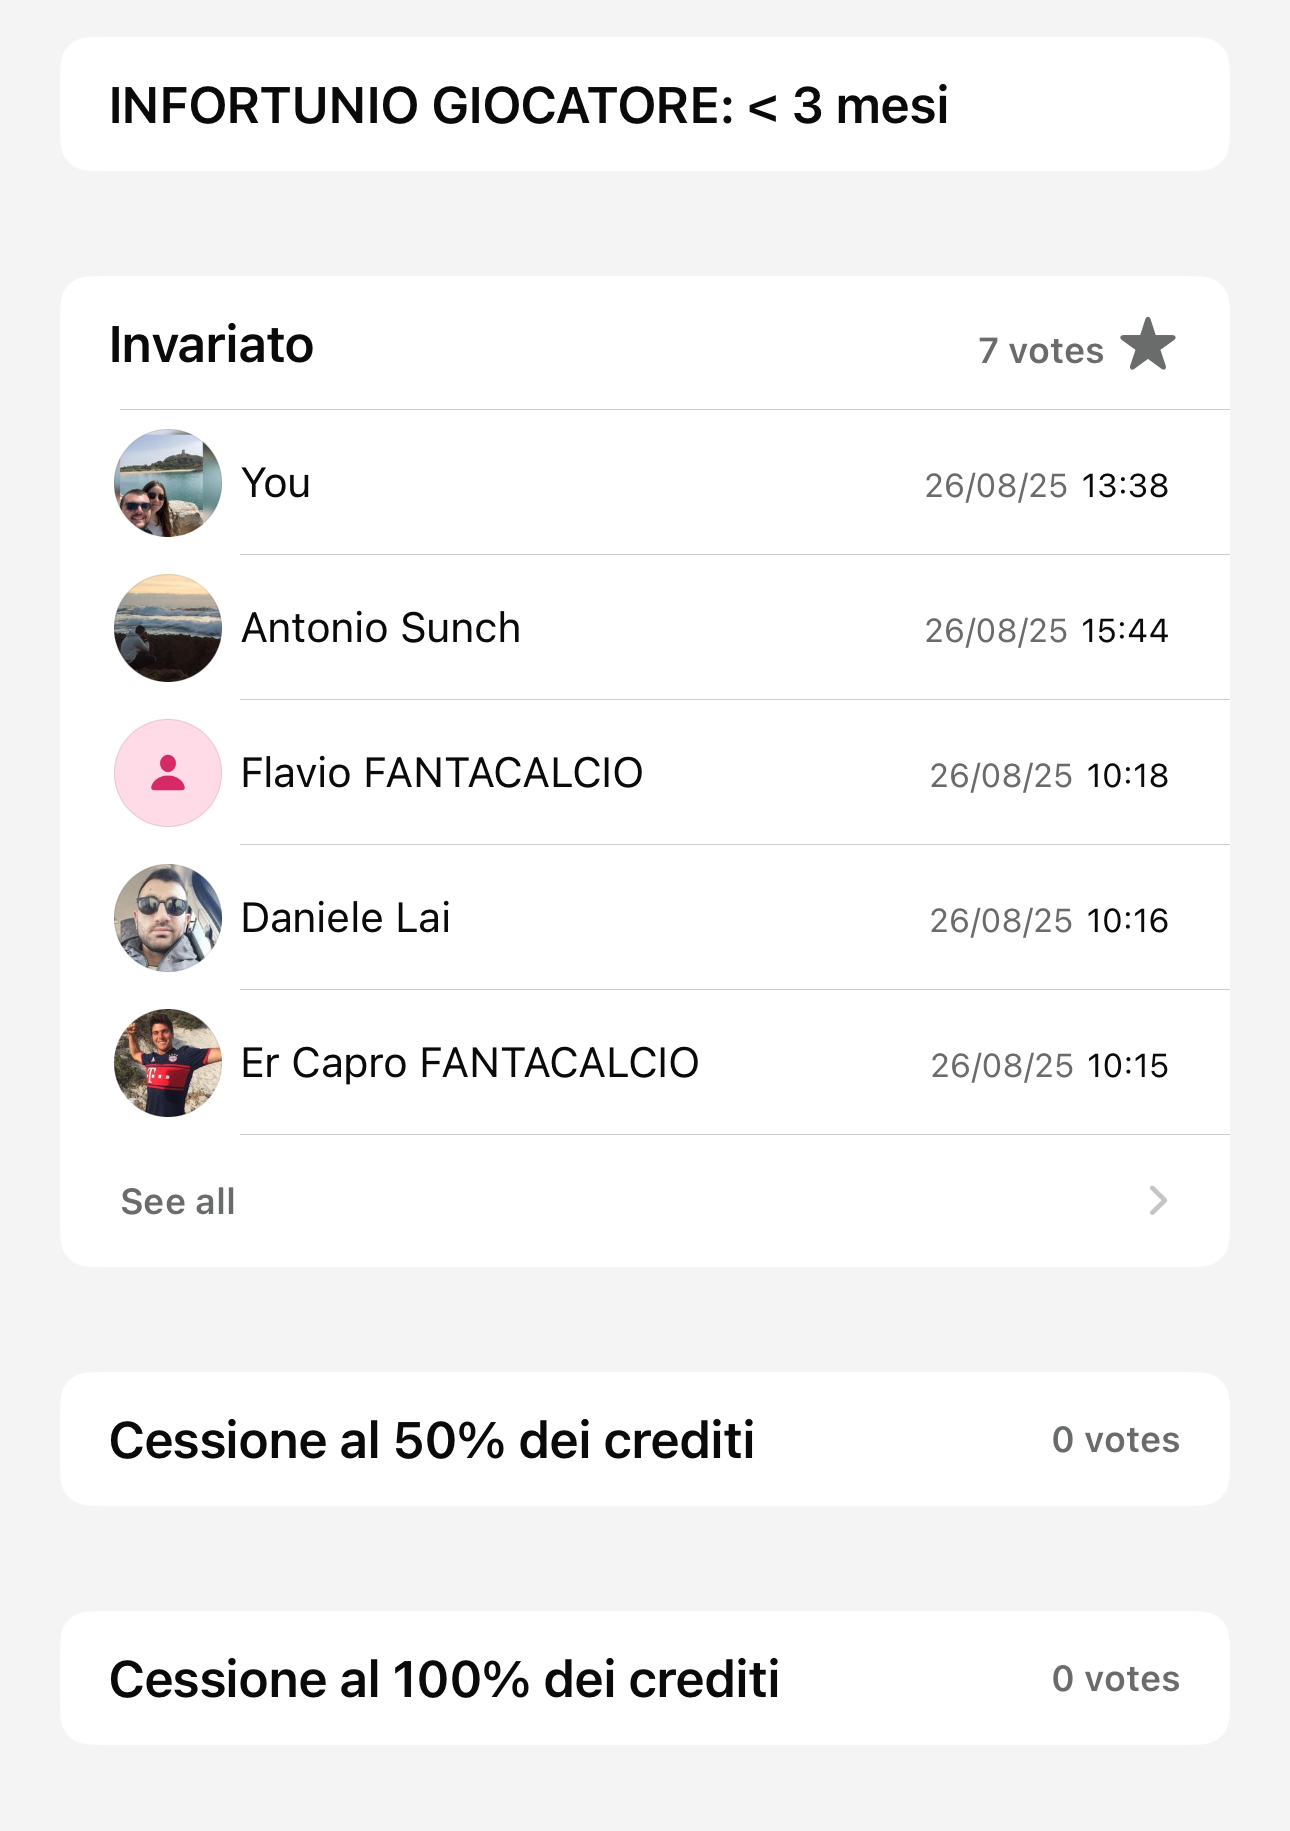 INFORTUNIO GIOCATORE: < 3 mesi
Invariato 7 votes
You 26/08/25 13:38
Antonio Sunch 26/08/25 15:44
Flavio FANTACALCIO 26/08/25 10:18
Daniele Lai 26/08/25 10:16
Er Capro FANTACALCIO 26/08/25 10:15
See all
Cessione al 50% dei crediti 0 votes
Cessione al 100% dei crediti 0 votes